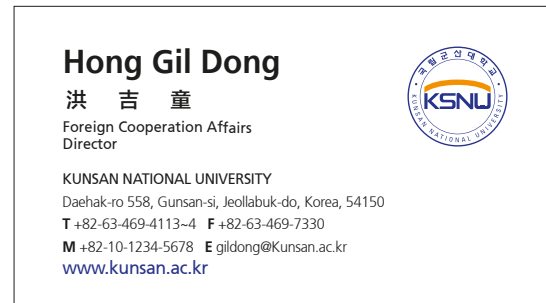 Hong Gil Dong
洪 吉 童
Foreign Cooperation Affairs
Director
KUNSAN NATIONAL UNIVERSITY
Daehak-ro 558, Gunsan-si, Jeollabuk-do, Korea, 54150
T +82-63-469-4113~4 F +82-63-469-7330
M +82-10-1234-5678 E gildong@Kunsan.ac.kr
www.kunsan.ac.kr
국립군산대학교
KSNU
KUNSAN NATIONAL UNIVERSITY